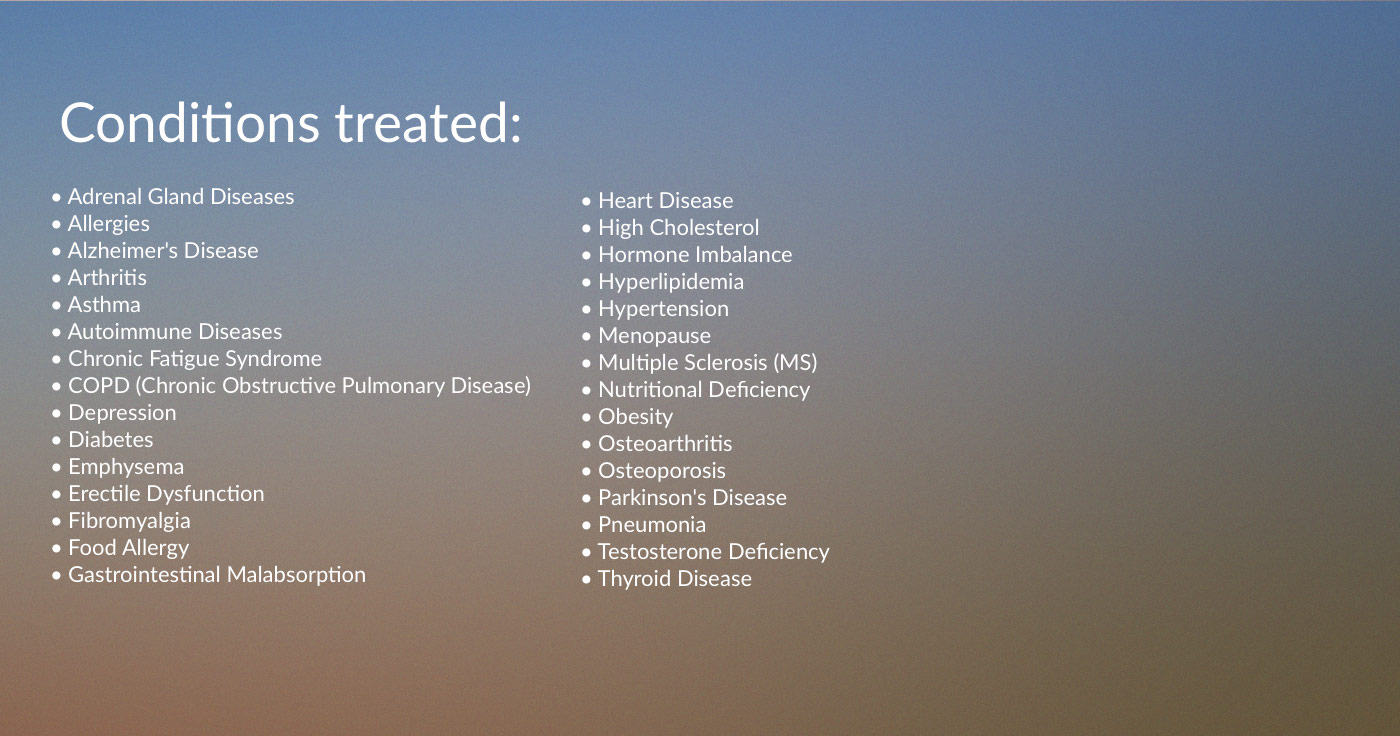 Conditions treated:
• Adrenal Gland Diseases
• Allergies
• Alzheimer's Disease
• Arthritis
• Asthma
• Autoimmune Diseases
• Chronic Fatigue Syndrome
• COPD (Chronic Obstructive Pulmonary Disease)
• Depression
• Diabetes
• Emphysema
• Erectile Dysfunction
• Fibromyalgia
• Food Allergy
• Gastrointestinal Malabsorption
• Heart Disease
• High Cholesterol
• Hormone Imbalance
• Hyperlipidemia
• Hypertension
• Menopause
• Multiple Sclerosis (MS)
• Nutritional Deficiency
• Obesity
• Osteoarthritis
• Osteoporosis
• Parkinson's Disease
• Pneumonia
• Testosterone Deficiency
• Thyroid Disease